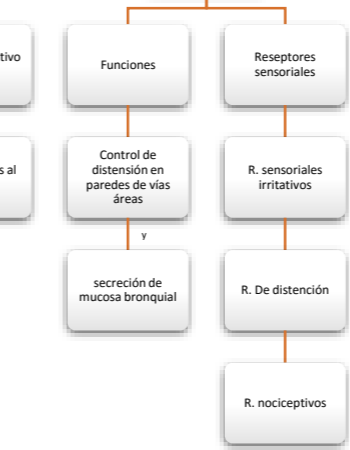 tivo
Funciones
Reseptores
sensoriales
s al
Control de
distensión en
paredes de vías
áreas
R. sensoriales
irritativos
y
secreción de
mucosa bronquial
R. De distención
R. nociceptivos